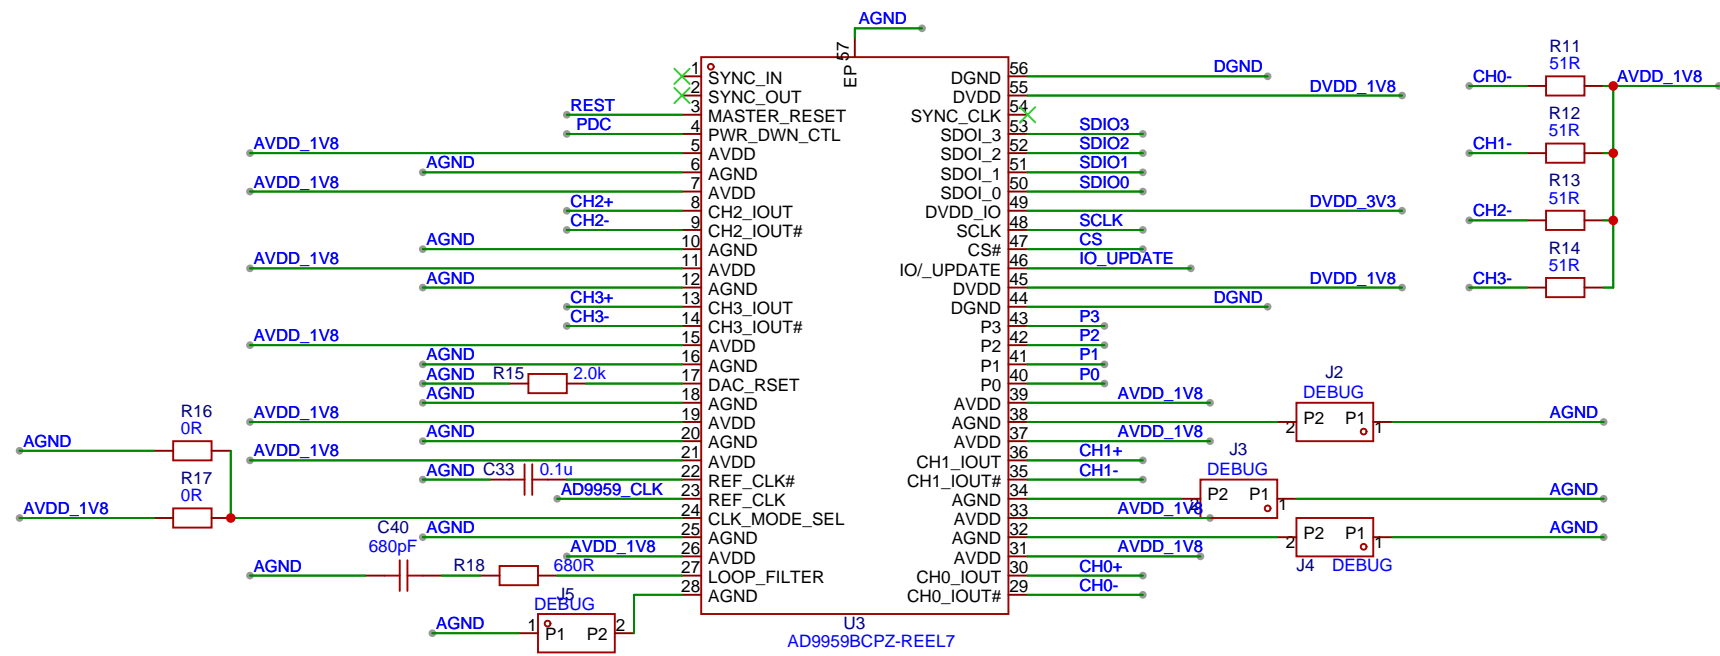 AGND
57
EP
1 SYNC_IN
2 SYNC_OUT
REST 3 MASTER_RESET
PDC 4 PWR_DWN_CTL
AVDD_1V8 5 AVDD
AGND 6 AGND
AVDD_1V8 7 AVDD
CH2+ 8 CH2_IOUT
CH2- 9 CH2_IOUT#
AGND 10 AGND
AVDD_1V8 11 AVDD
AGND 12 AGND
CH3+ 13 CH3_IOUT
CH3- 14 CH3_IOUT#
AVDD_1V8 15 AVDD
AGND 16 AGND
AGND R15 2.0k 17 DAC_RSET
AGND 18 AGND
AVDD_1V8 19 AVDD
AGND 20 AGND
AVDD_1V8 21 AVDD
AGND C33 0.1u 22 REF_CLK#
AD9959_CLK 23 REF_CLK
24 CLK_MODE_SEL
AGND 25 AGND
AVDD_1V8 26 AVDD
AGND R18 680R 27 LOOP_FILTER
28 AGND
R16
0R
AGND
R17
0R
AVDD_1V8
C40
680pF
J5
DEBUG
AGND 1 P1 P2 2
DGND 56 DGND
DVDD 55 DVDD_1V8
SYNC_CLK 54
SDOI_3 53 SDIO3
SDOI_2 52 SDIO2
SDOI_1 51 SDIO1
SDOI_0 50 SDIO0
DVDD_IO 49 DVDD_3V3
SCLK 48 SCLK
CS# 47 CS
IO/_UPDATE 46 IO_UPDATE
DVDD 45 DVDD_1V8
DGND 44 DGND
P3 43 P3
P2 42 P2
P1 41 P1
P0 40 P0
AVDD 39 AVDD_1V8
AGND 38
AVDD 37 AVDD_1V8
CH1_IOUT 36 CH1+
CH1_IOUT# 35 CH1-
AGND 34
AVDD 33 AVDD_1V8
AGND 32
AVDD 31 AVDD_1V8
CH0_IOUT 30 CH0+
CH0_IOUT# 29 CH0-
U3
AD9959BCPZ-REEL7
J2
DEBUG
2 P2 P1 1 AGND
J3
DEBUG
P2 P1 1 AGND
2 P2 P1 1 AGND
J4 DEBUG
R11
51R
CH0- AVDD_1V8
R12
51R
CH1-
R13
51R
CH2-
R14
51R
CH3-